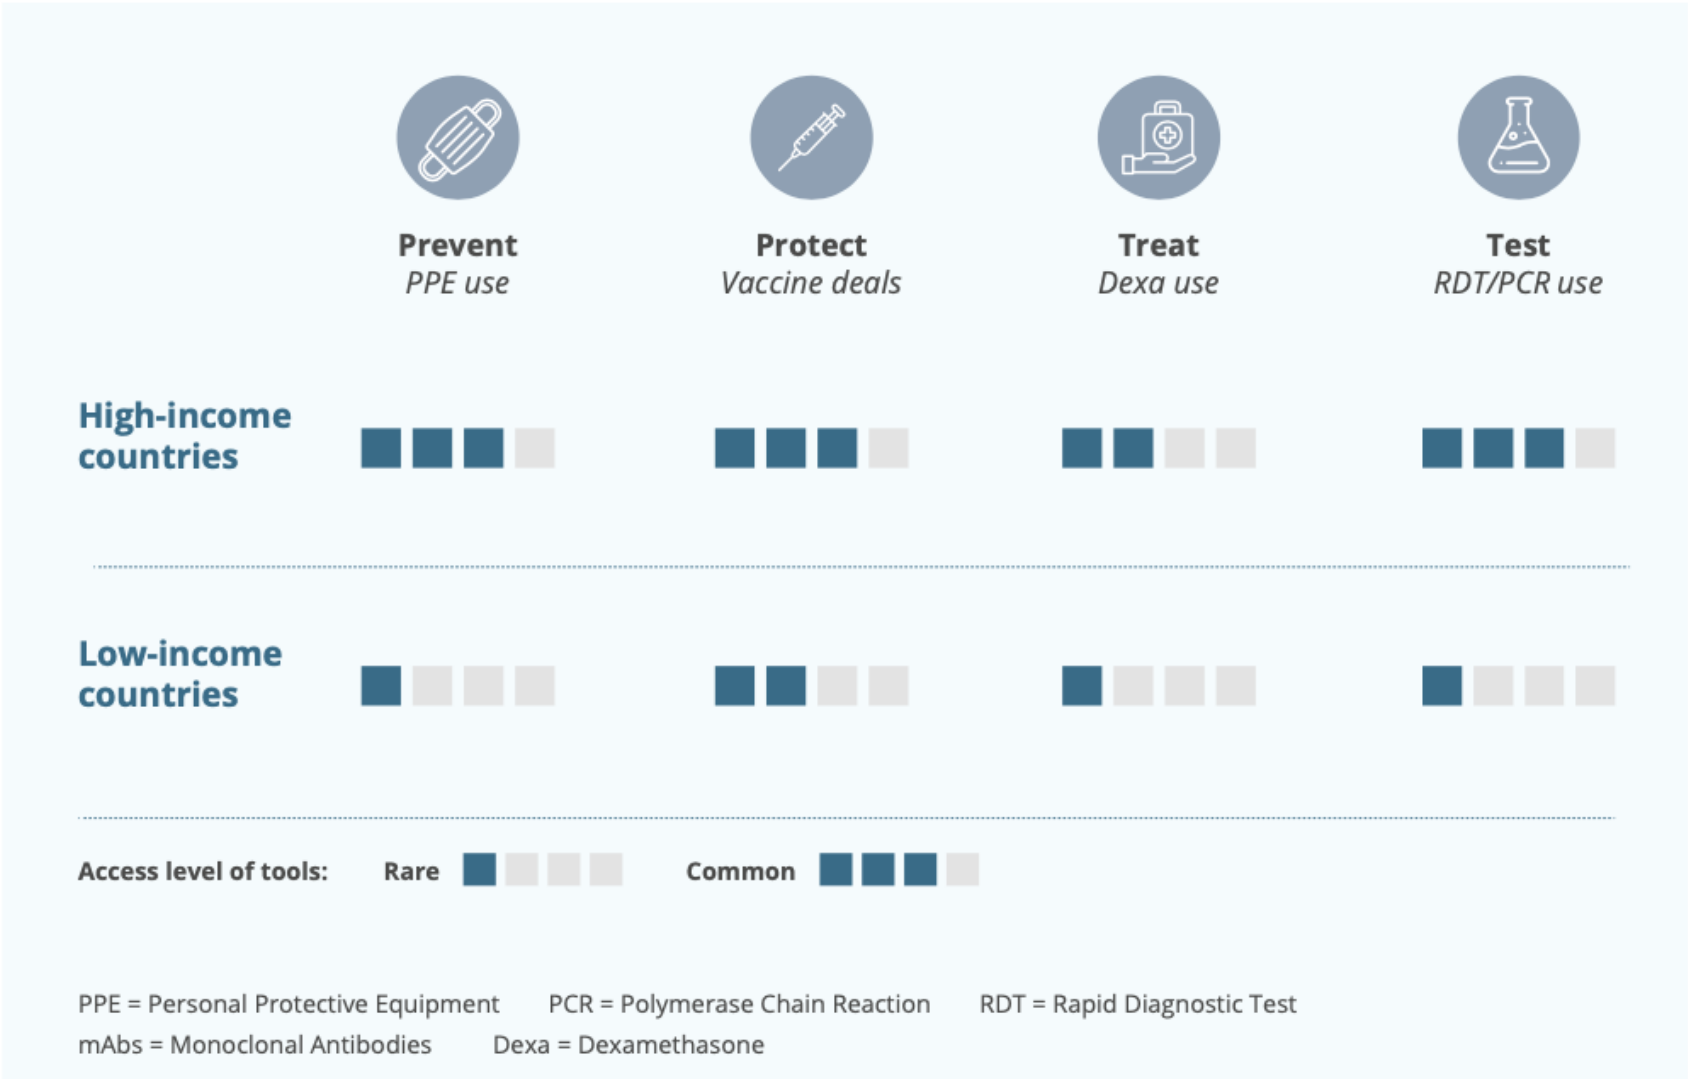 Prevent
PPE use
Protect
Vaccine deals
Treat
Dexa use
Test
RDT/PCR use
High-income
countries
Low-income
countries
Access level of tools: Rare Common
PPE = Personal Protective Equipment PCR = Polymerase Chain Reaction RDT = Rapid Diagnostic Test
mAbs = Monoclonal Antibodies Dexa = Dexamethasone